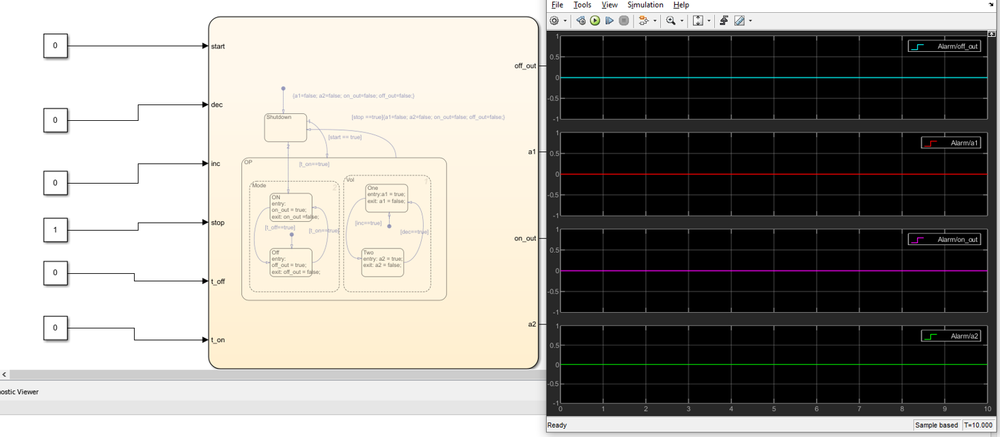 File Tools View Simulation Help
0
start
0
dec
0
inc
1
stop
0
t_off
0
t_on
{a1=false; a2=false; on_out=false; off_out=false;}
Shutdown
1
2
[stop ==true]{a1=false; a2=false; on_out=false; off_out=false;}
[start == true]
OP
[t_on==true]
Mode
2
ON
entry:
on_out = true;
exit: on_out =false;
[t_off==true]
[t_on==true]
Off
entry:
off_out = true;
exit: off_out = false;
Vol
1
One
entry:a1 = true;
exit: a1 = false;
[inc==true]
[dec==true]
Two
entry: a2 = true;
exit: a2 = false;
off_out
a1
on_out
a2
ostic Viewer
Alarm/off_out
1
0.5
0
-0.5
-1
Alarm/a1
1
0.5
0
-0.5
-1
Alarm/on_out
1
0.5
0
-0.5
-1
Alarm/a2
1
0.5
0
-0.5
-1
0 1 2 3 4 5 6 7 8 9 10
Ready
Sample based T=10.000